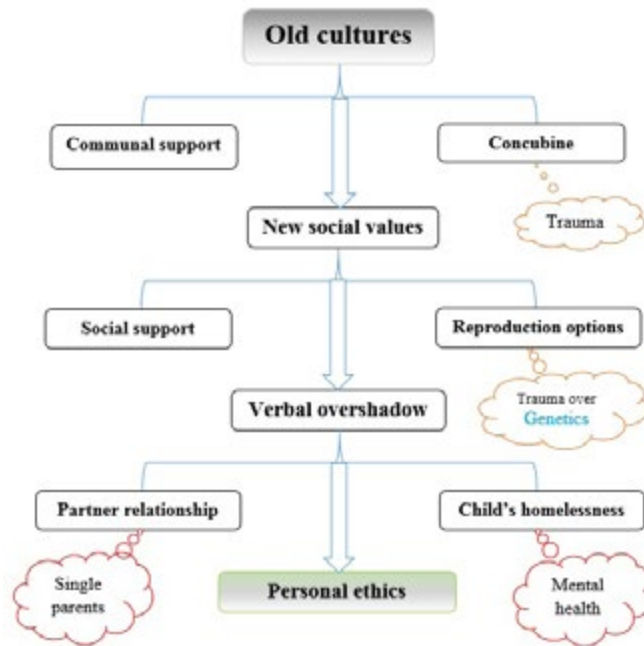 Old cultures
Communal support
Concubine
Trauma
New social values
Social support
Reproduction options
Trauma over
Genetics
Verbal overshadow
Partner relationship
Child's homelessness
Single
parents
Personal ethics
Mental
health